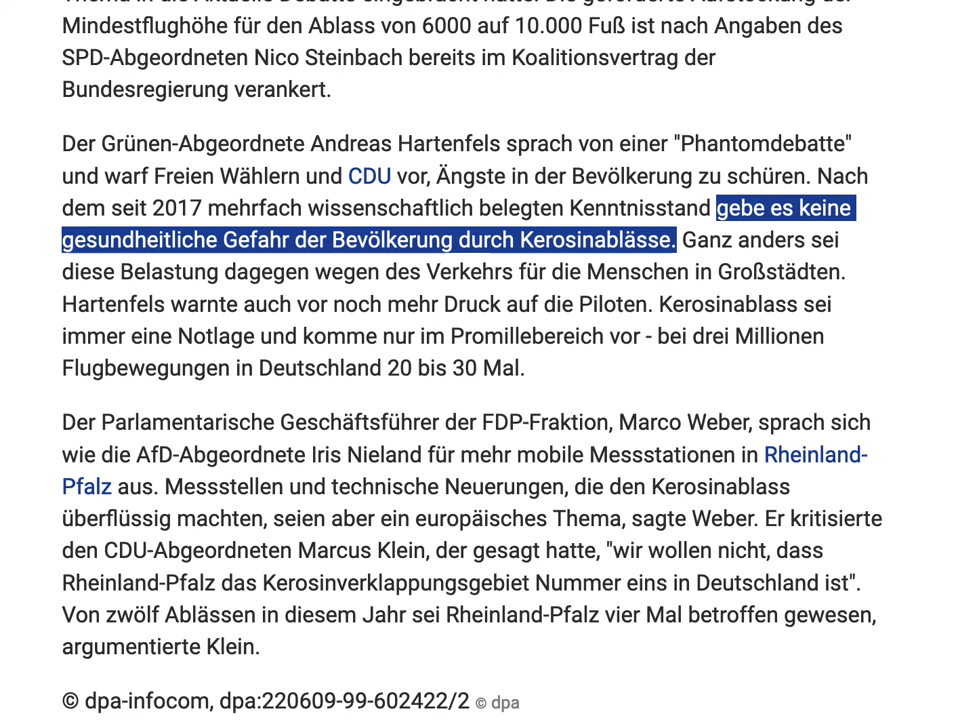 Mindestflughöhe für den Ablass von 6000 auf 10.000 Fuß ist nach Angaben des
SPD-Abgeordneten Nico Steinbach bereits im Koalitionsvertrag der
Bundesregierung verankert.
Der Grünen-Abgeordnete Andreas Hartenfels sprach von einer "Phantomdebatte"
und warf Freien Wählern und CDU vor, Ängste in der Bevölkerung zu schüren. Nach
dem seit 2017 mehrfach wissenschaftlich belegten Kenntnisstand gebe es keine
gesundheitliche Gefahr der Bevölkerung durch Kerosinablässe. Ganz anders sei
diese Belastung dagegen wegen des Verkehrs für die Menschen in Großstädten.
Hartenfels warnte auch vor noch mehr Druck auf die Piloten. Kerosinablass sei
immer eine Notlage und komme nur im Promillebereich vor - bei drei Millionen
Flugbewegungen in Deutschland 20 bis 30 Mal.
Der Parlamentarische Geschäftsführer der FDP-Fraktion, Marco Weber, sprach sich
wie die AfD-Abgeordnete Iris Nieland für mehr mobile Messstationen in Rheinland-
Pfalz aus. Messstellen und technische Neuerungen, die den Kerosinablass
überflüssig machten, seien aber ein europäisches Thema, sagte Weber. Er kritisierte
den CDU-Abgeordneten Marcus Klein, der gesagt hatte, "wir wollen nicht, dass
Rheinland-Pfalz das Kerosinverklappungsgebiet Nummer eins in Deutschland ist".
Von zwölf Ablässen in diesem Jahr sei Rheinland-Pfalz vier Mal betroffen gewesen,
argumentierte Klein.
© dpa-infocom, dpa:220609-99-602422/2 © dpa